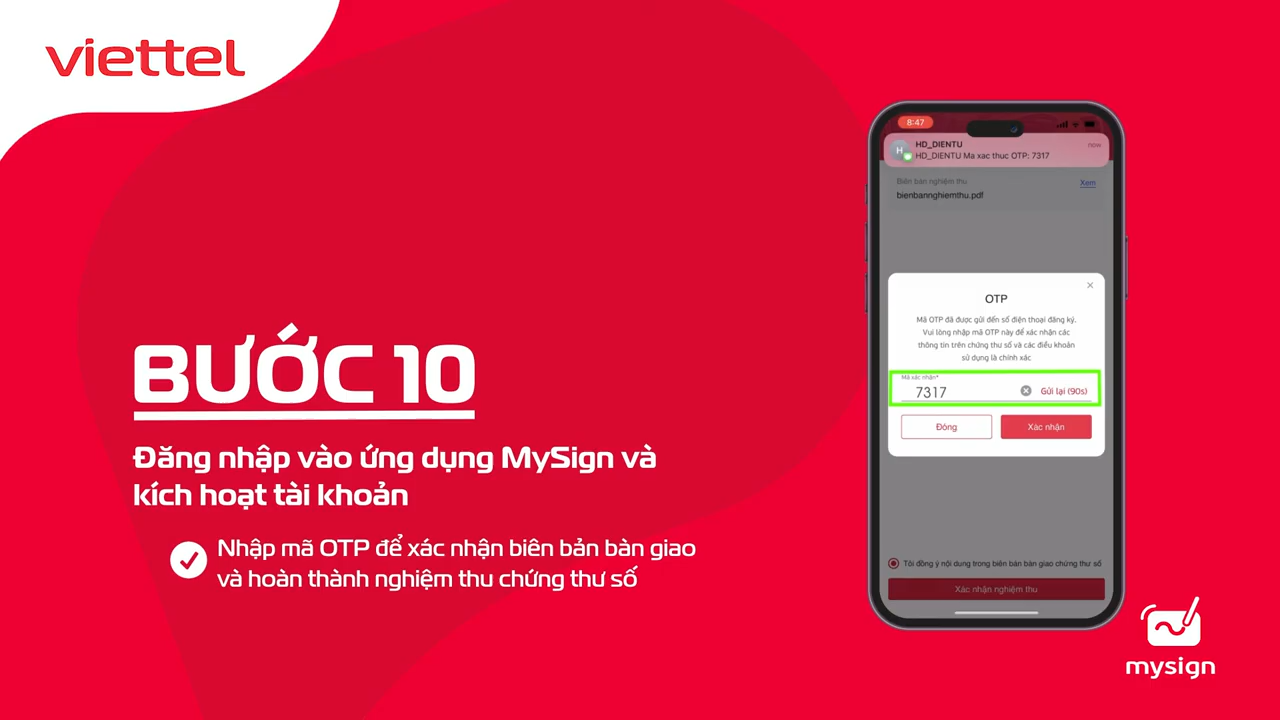 viettel
BƯỚC 10
Đăng nhập vào ứng dụng MySign và
kích hoạt tài khoản
Nhập mã OTP để xác nhận biên bản bàn giao
và hoàn thành nghiệm thu chứng thư số
8:47
H
HD_DIENTU
now
HD_DIENTU Ma xac thuc OTP: 7317
Biên bản nghiệm thu
Xem
bienbannghiemthu.pdf
OTP
Mã OTP đã được gửi đến số điện thoại đăng ký.
Vui lòng nhập mã OTP này để xác nhận các
thông tin trên chứng thư số và các điều khoản
sử dụng là chính xác
Mã xác nhận*
7317
Gửi lại (90s)
Đóng
Xác nhận
Tôi đồng ý nội dung trong biên bản bàn giao chứng thư số
Xác nhận nghiệm thu
mysign